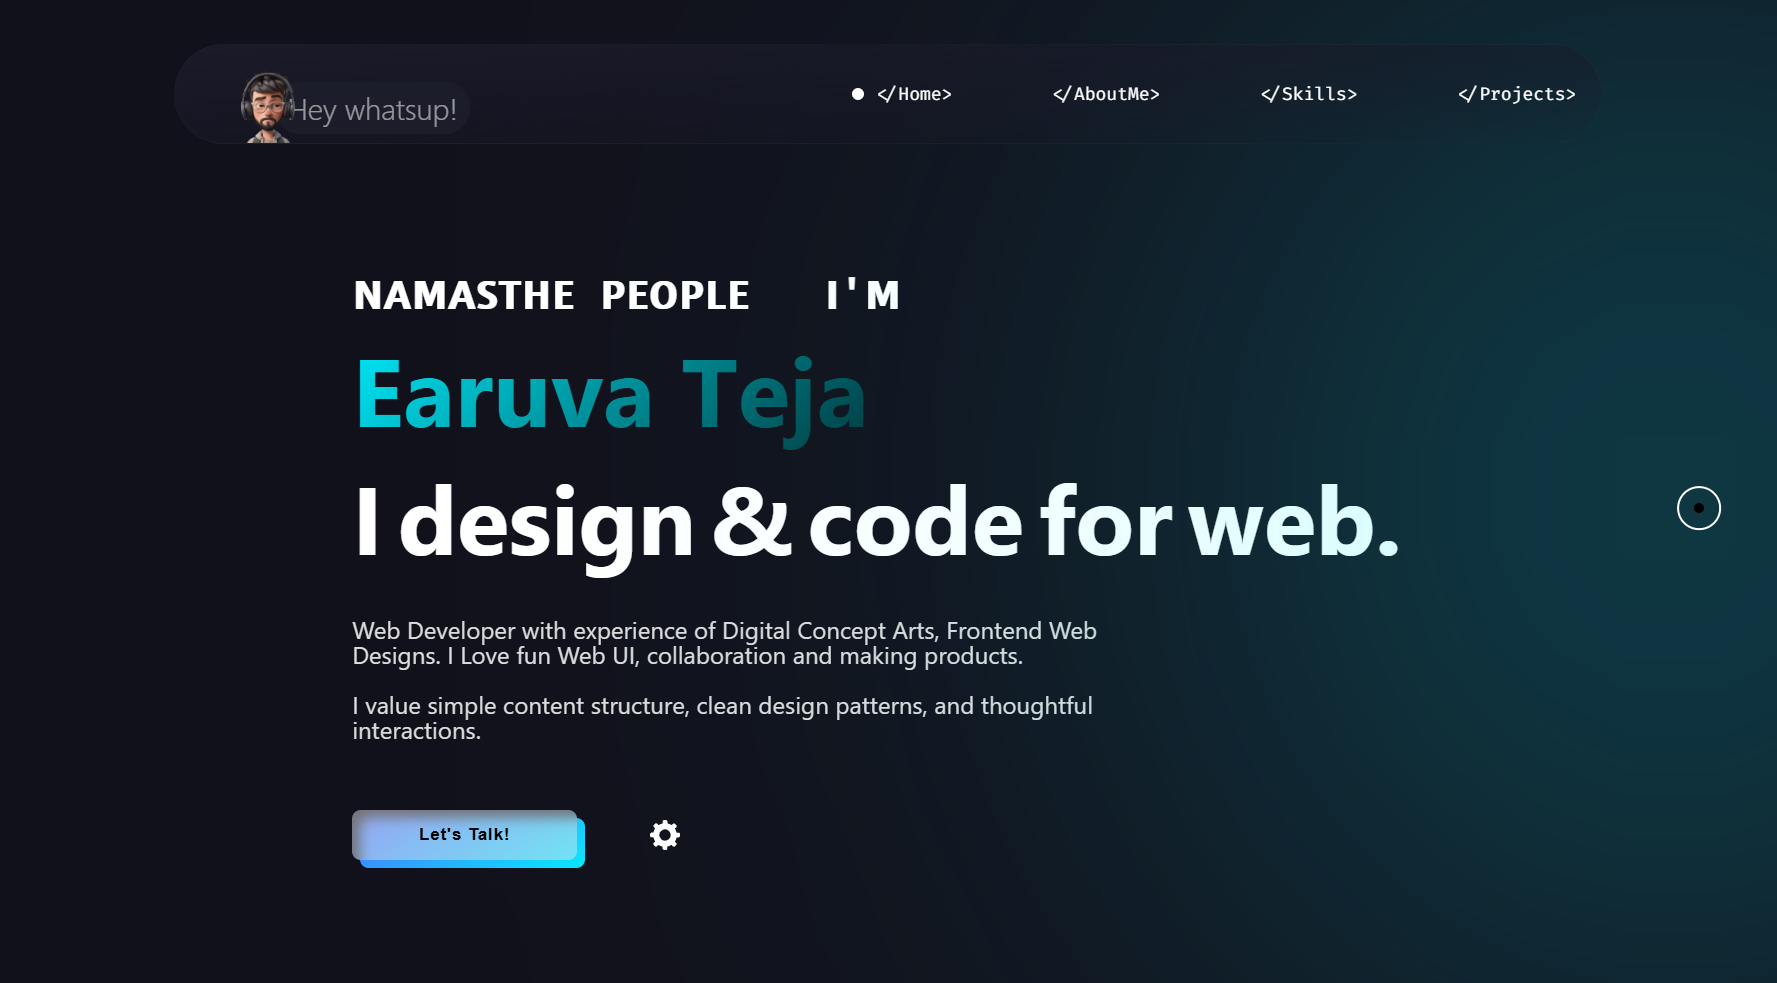 Hey whatsup!
</Home>
</AboutMe>
</Skills>
</Projects>
NAMASTHE PEOPLE I'M
Earuva Teja
I design & code for web.
Web Developer with experience of Digital Concept Arts, Frontend Web
Designs. I Love fun Web UI, collaboration and making products.
I value simple content structure, clean design patterns, and thoughtful
interactions.
Let's Talk!